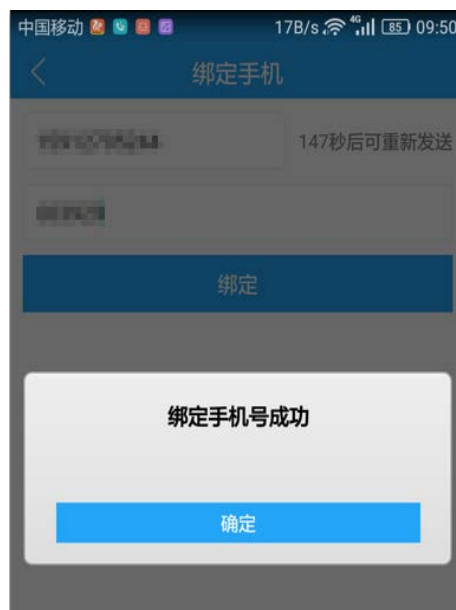 中国移动 17B/s 4G 85 09:50
绑定手机
147秒后可重新发送
绑定
绑定手机号成功
确定